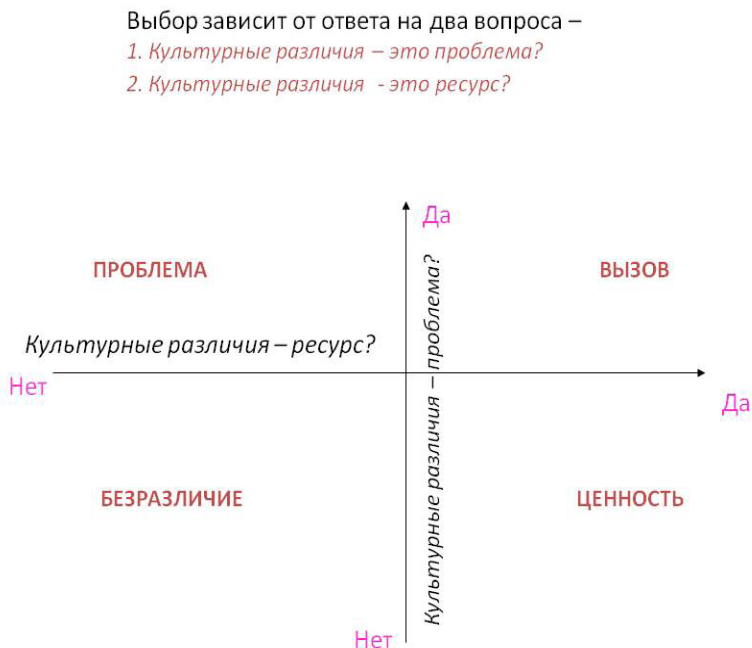 Выбор зависит от ответа на два вопроса –
1. Культурные различия – это проблема?
2. Культурные различия - это ресурс?
Да
ПРОБЛЕМА
ВЫЗОВ
Культурные различия – ресурс?
Культурные различия – проблема?
Нет
Да
БЕЗРАЗЛИЧИЕ
ЦЕННОСТЬ
Нет